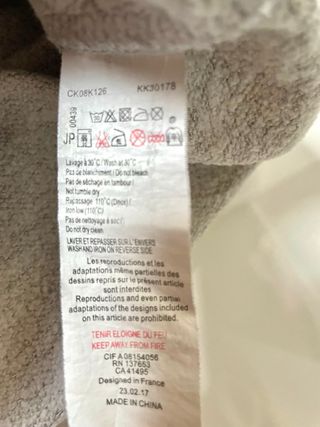 CK08K126 KK30178
00439
JP
Lavage à 30°C / Wash at 30°C
Pas de blanchiment / Do not bleach
Pas de séchage en tambour /
Not tumble dry
Repassage 110°C (Doux) /
Iron low (110°C)
Pas de nettoyage à sec /
Do not dry clean
LAVER ET REPASSER SUR L'ENVERS
WASH AND IRON ON REVERSE SIDE
Les reproductions et les
adaptations même partielles des
dessins repris sur le présent article
sont interdites
Reproductions and even partial
adaptations of the designs included
on this are prohibited.
TENIR ELOIGNE DU FEU
KEEP AWAY FROM FIRE
CIF A 08154056
RN 137653
CA 41495
Designed in France
23.02.17
MADE IN CHINA